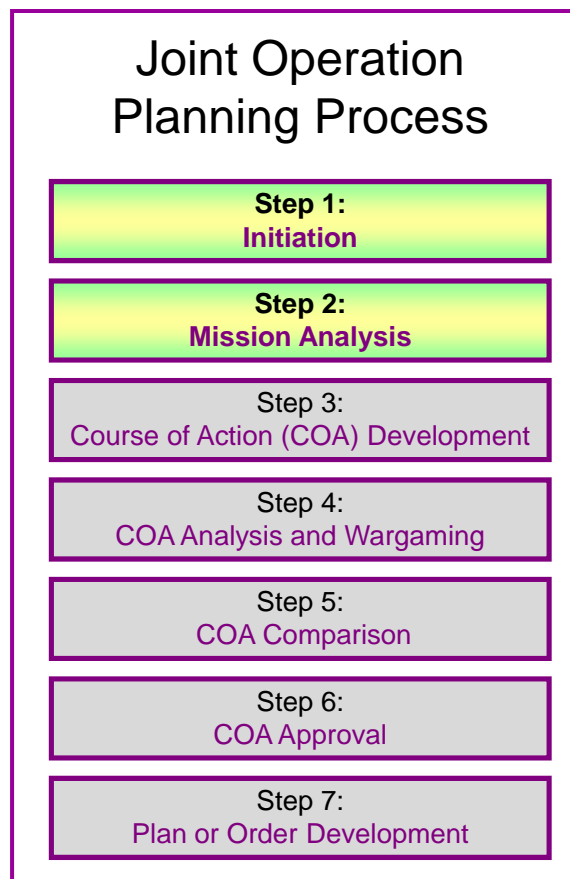 Joint Operation
Planning Process
Step 1:
Initiation
Step 2:
Mission Analysis
Step 3:
Course of Action (COA) Development
Step 4:
COA Analysis and Wargaming
Step 5:
COA Comparison
Step 6:
COA Approval
Step 7:
Plan or Order Development